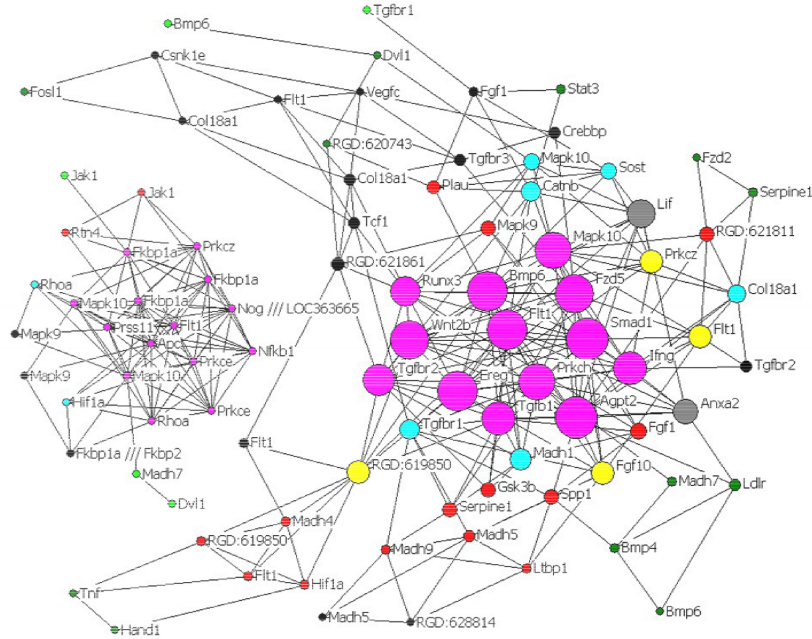 Tgfbr1
Bmp6
Csnk1e
Dvl1
Fosl1
Flt1
Vegfc
Fgf1
Stat3
Col18a1
Crebbp
RGD:620743
Tgfbr3
Mapk10
Sost
Fzd2
Jak1
Jak1
Col18a1
Plau
Catnb
Serpine1
Lif
Rtn4
Tcf1
Mapk9
Mapk10
RGD:621811
Fkbp1a
Prkcz
RGD:621861
Prkcz
Rhoa
Fkbp1a
Runx3
Bmp6
Fzd5
Col18a1
Mapk10
Fkbp1a
Nog /// LOC363665
Mapk9
Prss11
Flt1
Wnt2b
Flt1
Smad1
Flt1
Apc
Nfkb1
Mapk9
Mapk10
Prkce
Tgfbr2
Ereg
Prkch
Ifng
Tgfbr2
Hif1a
Rhoa
Prkce
Tgfb1
Agpt2
Anxa2
Fkbp1a /// Fkbp2
Flt1
Tgfbr1
Fgf1
Madh7
RGD:619850
Madh1
Fgf10
Madh7
Ldlr
Dvl1
Gsk3b
Spp1
Madh4
Serpine1
RGD:619850
Madh9
Madh5
Bmp4
Flt1
Hif1a
Ltbp1
Tnf
Hand1
Madh5
RGD:628814
Bmp6